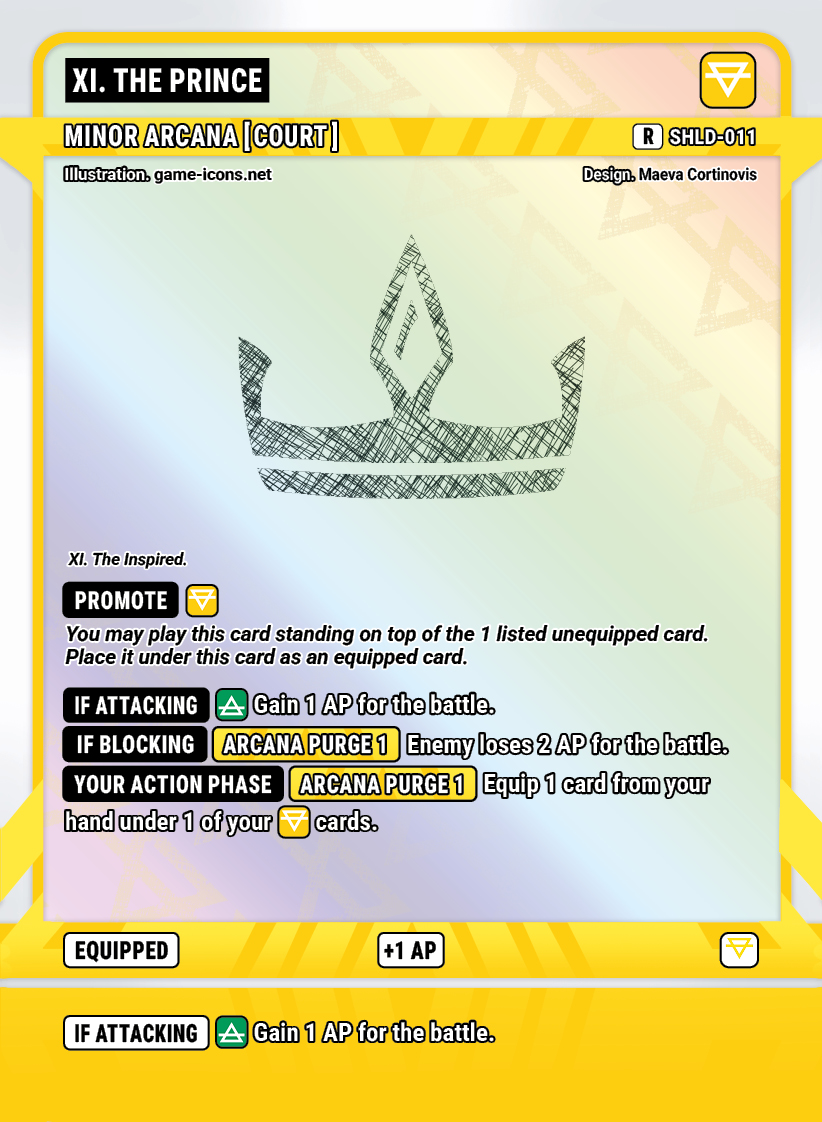 XI. THE PRINCE
MINOR ARCANA [COURT]
R SHLD-011
Illustration. game-icons.net
Design. Maeva Cortinovis
XI. The Inspired.
PROMOTE
You may play this card standing on top of the 1 listed unequipped card.
Place it under this card as an equipped card.
IF ATTACKING Gain 1 AP for the battle.
IF BLOCKING ARCANA PURGE 1 Enemy loses 2 AP for the battle.
YOUR ACTION PHASE ARCANA PURGE 1 Equip 1 card from your
hand under 1 of your cards.
EQUIPPED +1 AP
IF ATTACKING Gain 1 AP for the battle.